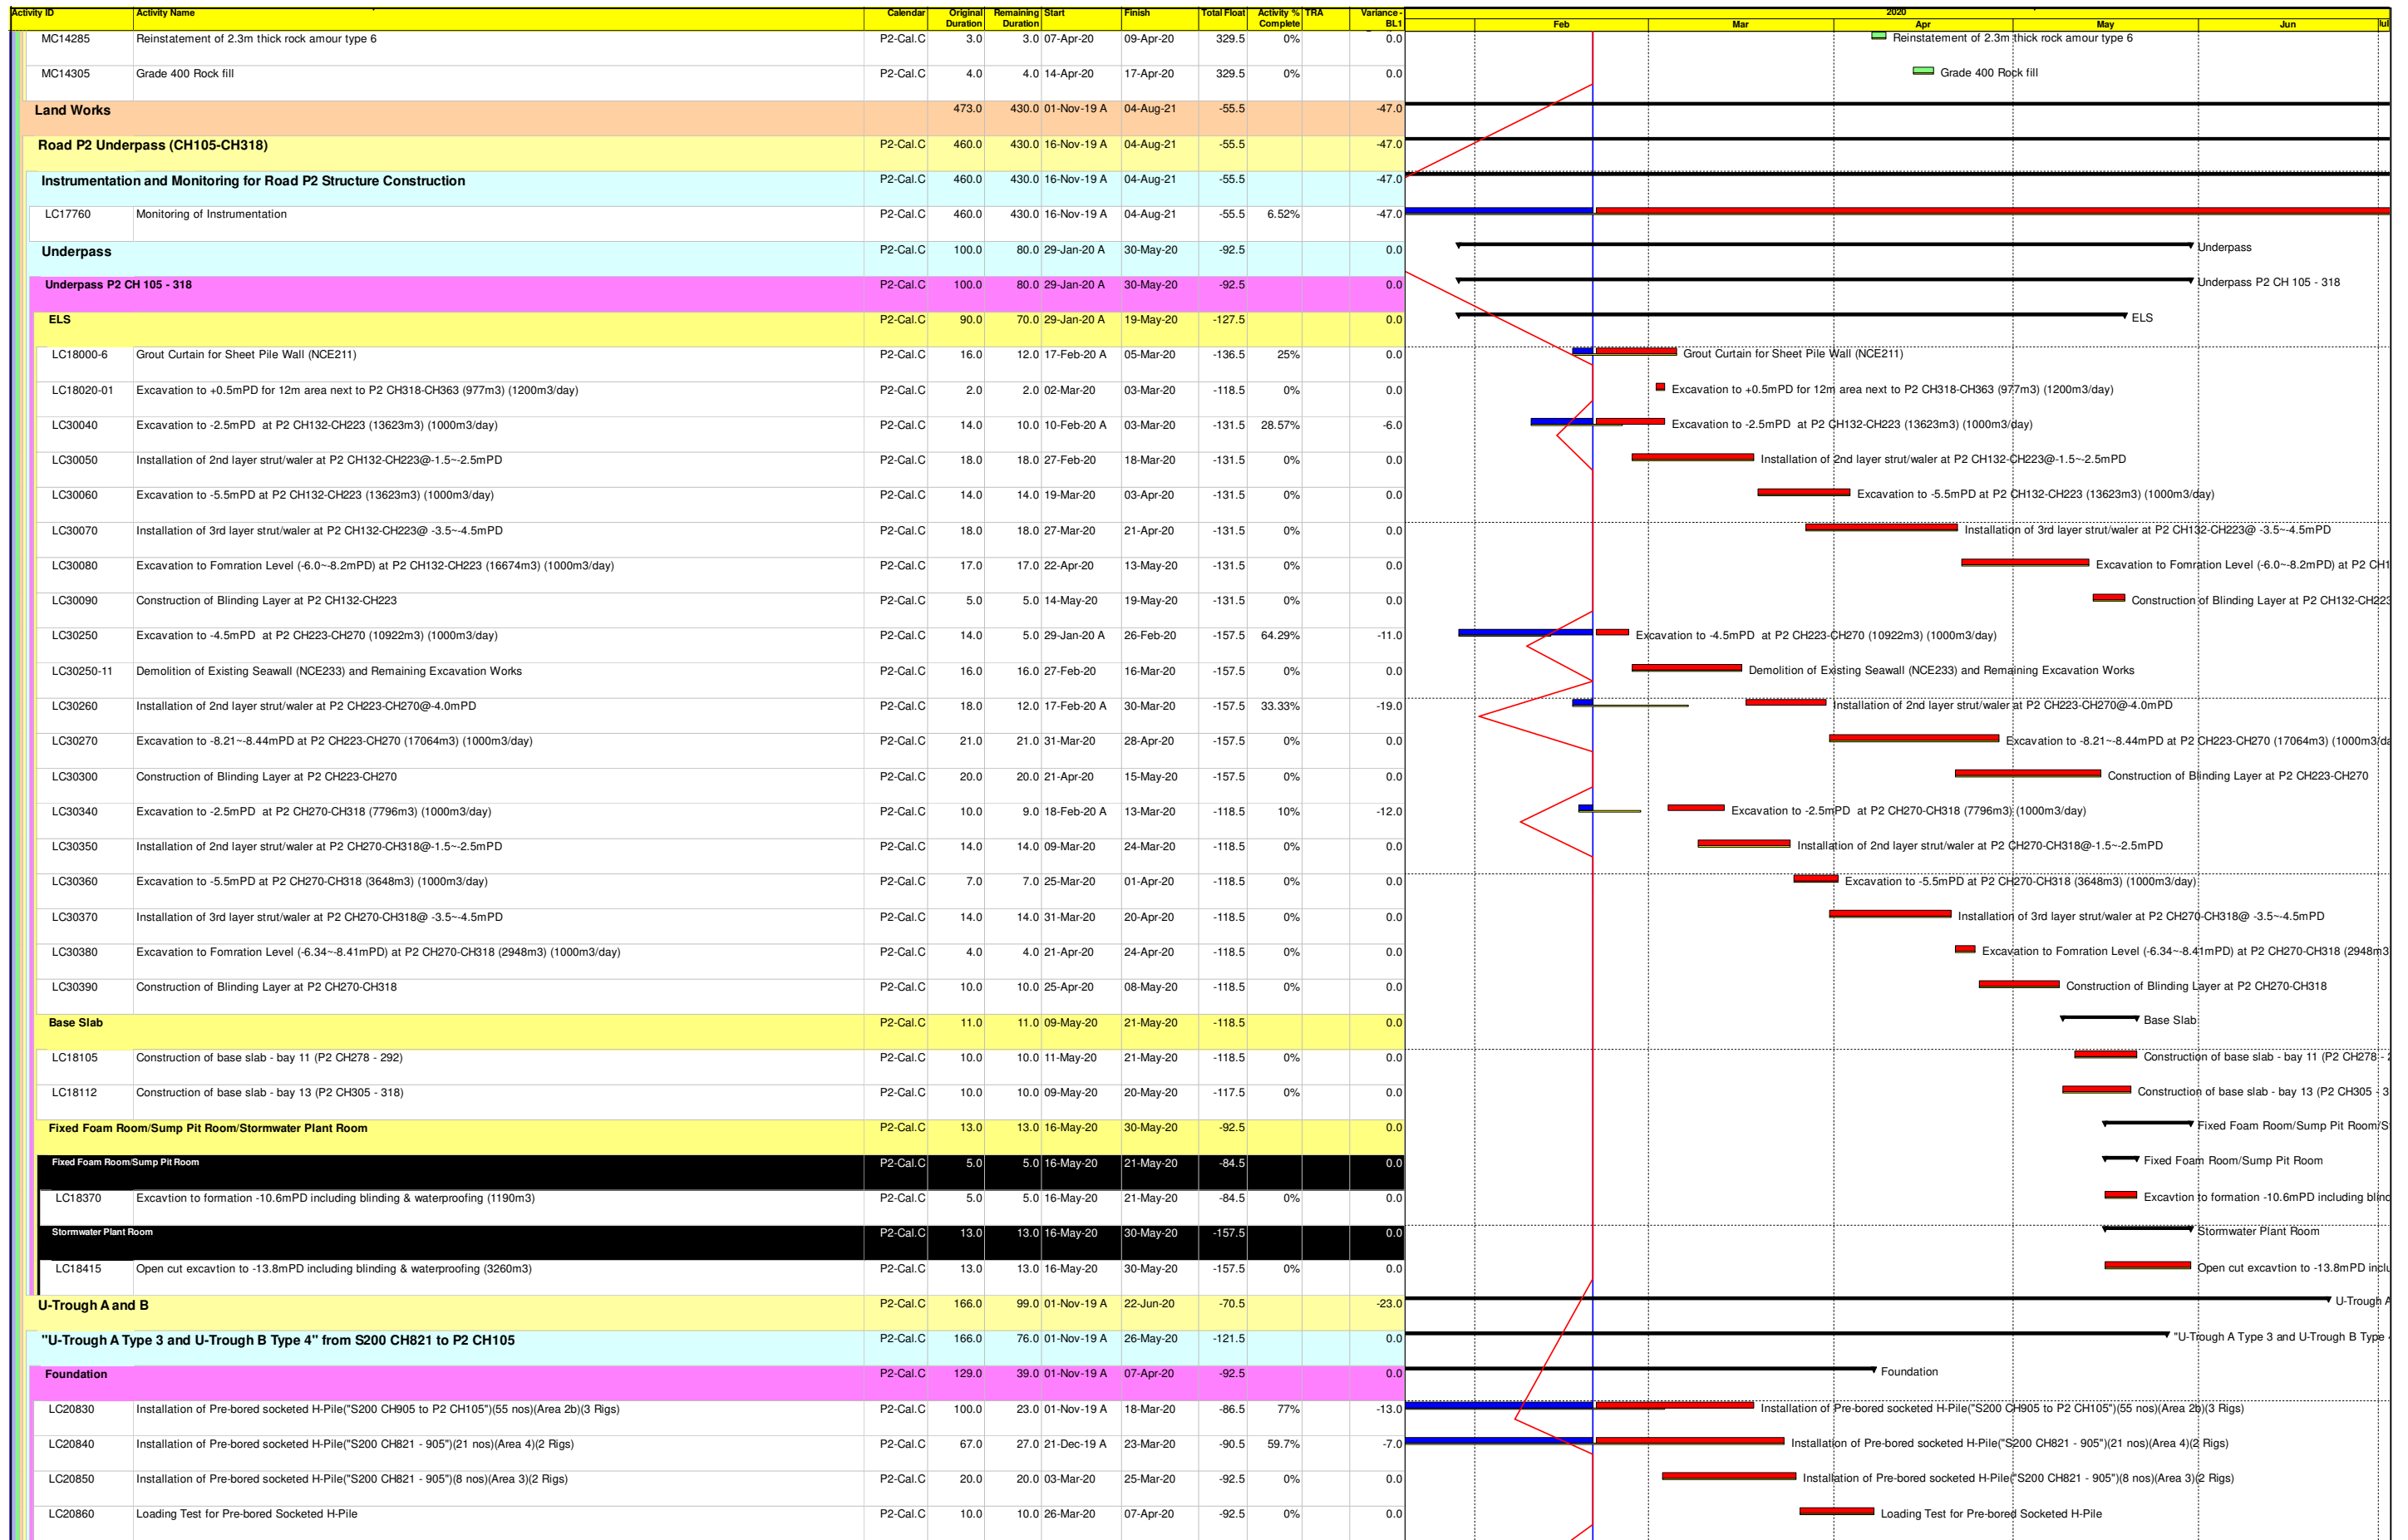 Activity ID Activity Name Calendar Original Duration Remaining Duration Start Finish Total Float Activity % Complete TRA Variance - BL1 2020
Feb Mar Apr May Jun Jul
MC14285 Reinstatement of 2.3m thick rock amour type 6 P2-Cal.C 3.0 3.0 07-Apr-20 09-Apr-20 329.5 0% 0.0 Reinstatement of 2.3m thick rock amour type 6
MC14305 Grade 400 Rock fill P2-Cal.C 4.0 4.0 14-Apr-20 17-Apr-20 329.5 0% 0.0 Grade 400 Rock fill
Land Works 473.0 430.0 01-Nov-19 A 04-Aug-21 -55.5 -47.0
Road P2 Underpass (CH105-CH318) P2-Cal.C 460.0 430.0 16-Nov-19 A 04-Aug-21 -55.5 -47.0
Instrumentation and Monitoring for Road P2 Structure Construction P2-Cal.C 460.0 430.0 16-Nov-19 A 04-Aug-21 -55.5 -47.0
LC17760 Monitoring of Instrumentation P2-Cal.C 460.0 430.0 16-Nov-19 A 04-Aug-21 -55.5 6.52% -47.0
Underpass P2-Cal.C 100.0 80.0 29-Jan-20 A 30-May-20 -92.5 0.0 Underpass
Underpass P2 CH 105 - 318 P2-Cal.C 100.0 80.0 29-Jan-20 A 30-May-20 -92.5 0.0 Underpass P2 CH 105 - 318
ELS P2-Cal.C 90.0 70.0 29-Jan-20 A 19-May-20 -127.5 0.0 ELS
LC18000-6 Grout Curtain for Sheet Pile Wall (NCE211) P2-Cal.C 16.0 12.0 17-Feb-20 A 05-Mar-20 -136.5 25% 0.0 Grout Curtain for Sheet Pile Wall (NCE211)
LC18020-01 Excavation to +0.5mPD for 12m area next to P2 CH318-CH363 (977m3) (1200m3/day) P2-Cal.C 2.0 2.0 02-Mar-20 03-Mar-20 -118.5 0% 0.0 Excavation to +0.5mPD for 12m area next to P2 CH318-CH363 (977m3) (1200m3/day)
LC30040 Excavation to -2.5mPD at P2 CH132-CH223 (13623m3) (1000m3/day) P2-Cal.C 14.0 10.0 10-Feb-20 A 03-Mar-20 -131.5 28.57% -6.0 Excavation to -2.5mPD at P2 CH132-CH223 (13623m3) (1000m3/day)
LC30050 Installation of 2nd layer strut/waler at P2 CH132-CH223@-1.5~-2.5mPD P2-Cal.C 18.0 18.0 27-Feb-20 18-Mar-20 -131.5 0% 0.0 Installation of 2nd layer strut/waler at P2 CH132-CH223@-1.5~-2.5mPD
LC30060 Excavation to -5.5mPD at P2 CH132-CH223 (13623m3) (1000m3/day) P2-Cal.C 14.0 14.0 19-Mar-20 03-Apr-20 -131.5 0% 0.0 Excavation to -5.5mPD at P2 CH132-CH223 (13623m3) (1000m3/day)
LC30070 Installation of 3rd layer strut/waler at P2 CH132-CH223@ -3.5~-4.5mPD P2-Cal.C 18.0 18.0 27-Mar-20 21-Apr-20 -131.5 0% 0.0 Installation of 3rd layer strut/waler at P2 CH132-CH223@ -3.5~-4.5mPD
LC30080 Excavation to Fomration Level (-6.0~-8.2mPD) at P2 CH132-CH223 (16674m3) (1000m3/day) P2-Cal.C 17.0 17.0 22-Apr-20 13-May-20 -131.5 0% 0.0 Excavation to Fomration Level (-6.0~-8.2mPD) at P2 CH1
LC30090 Construction of Blinding Layer at P2 CH132-CH223 P2-Cal.C 5.0 5.0 14-May-20 19-May-20 -131.5 0% 0.0 Construction of Blinding Layer at P2 CH132-CH223
LC30250 Excavation to -4.5mPD at P2 CH223-CH270 (10922m3) (1000m3/day) P2-Cal.C 14.0 5.0 29-Jan-20 A 26-Feb-20 -157.5 64.29% -11.0 Excavation to -4.5mPD at P2 CH223-CH270 (10922m3) (1000m3/day)
LC30250-11 Demolition of Existing Seawall (NCE233) and Remaining Excavation Works P2-Cal.C 16.0 16.0 27-Feb-20 16-Mar-20 -157.5 0% 0.0 Demolition of Existing Seawall (NCE233) and Remaining Excavation Works
LC30260 Installation of 2nd layer strut/waler at P2 CH223-CH270@-4.0mPD P2-Cal.C 18.0 12.0 17-Feb-20 A 30-Mar-20 -157.5 33.33% -19.0 Installation of 2nd layer strut/waler at P2 CH223-CH270@-4.0mPD
LC30270 Excavation to -8.21~-8.44mPD at P2 CH223-CH270 (17064m3) (1000m3/day) P2-Cal.C 21.0 21.0 31-Mar-20 28-Apr-20 -157.5 0% 0.0 Excavation to -8.21~-8.44mPD at P2 CH223-CH270 (17064m3) (1000m3/da
LC30300 Construction of Blinding Layer at P2 CH223-CH270 P2-Cal.C 20.0 20.0 21-Apr-20 15-May-20 -157.5 0% 0.0 Construction of Blinding Layer at P2 CH223-CH270
LC30340 Excavation to -2.5mPD at P2 CH270-CH318 (7796m3) (1000m3/day) P2-Cal.C 10.0 9.0 18-Feb-20 A 13-Mar-20 -118.5 10% -12.0 Excavation to -2.5mPD at P2 CH270-CH318 (7796m3) (1000m3/day)
LC30350 Installation of 2nd layer strut/waler at P2 CH270-CH318@-1.5~-2.5mPD P2-Cal.C 14.0 14.0 09-Mar-20 24-Mar-20 -118.5 0% 0.0 Installation of 2nd layer strut/waler at P2 CH270-CH318@-1.5~-2.5mPD
LC30360 Excavation to -5.5mPD at P2 CH270-CH318 (3648m3) (1000m3/day) P2-Cal.C 7.0 7.0 25-Mar-20 01-Apr-20 -118.5 0% 0.0 Excavation to -5.5mPD at P2 CH270-CH318 (3648m3) (1000m3/day)
LC30370 Installation of 3rd layer strut/waler at P2 CH270-CH318@ -3.5~-4.5mPD P2-Cal.C 14.0 14.0 31-Mar-20 20-Apr-20 -118.5 0% 0.0 Installation of 3rd layer strut/waler at P2 CH270-CH318@ -3.5~-4.5mPD
LC30380 Excavation to Fomration Level (-6.34~-8.41mPD) at P2 CH270-CH318 (2948m3) (1000m3/day) P2-Cal.C 4.0 4.0 21-Apr-20 24-Apr-20 -118.5 0% 0.0 Excavation to Fomration Level (-6.34~-8.41mPD) at P2 CH270-CH318 (2948m3
LC30390 Construction of Blinding Layer at P2 CH270-CH318 P2-Cal.C 10.0 10.0 25-Apr-20 08-May-20 -118.5 0% 0.0 Construction of Blinding Layer at P2 CH270-CH318
Base Slab P2-Cal.C 11.0 11.0 09-May-20 21-May-20 -118.5 0.0 Base Slab
LC18105 Construction of base slab - bay 11 (P2 CH278 - 292) P2-Cal.C 10.0 10.0 11-May-20 21-May-20 -118.5 0% 0.0 Construction of base slab - bay 11 (P2 CH278 - 2
LC18112 Construction of base slab - bay 13 (P2 CH305 - 318) P2-Cal.C 10.0 10.0 09-May-20 20-May-20 -117.5 0% 0.0 Construction of base slab - bay 13 (P2 CH305 - 3
Fixed Foam Room/Sump Pit Room/Stormwater Plant Room P2-Cal.C 13.0 13.0 16-May-20 30-May-20 -92.5 0.0 Fixed Foam Room/Sump Pit Room/S
Fixed Foam Room/Sump Pit Room P2-Cal.C 5.0 5.0 16-May-20 21-May-20 -84.5 0.0 Fixed Foam Room/Sump Pit Room
LC18370 Excavtion to formation -10.6mPD including blinding & waterproofing (1190m3) P2-Cal.C 5.0 5.0 16-May-20 21-May-20 -84.5 0% 0.0 Excavtion to formation -10.6mPD including blind
Stormwater Plant Room P2-Cal.C 13.0 13.0 16-May-20 30-May-20 -157.5 0.0 Stormwater Plant Room
LC18415 Open cut excavtion to -13.8mPD including blinding & waterproofing (3260m3) P2-Cal.C 13.0 13.0 16-May-20 30-May-20 -157.5 0% 0.0 Open cut excavtion to -13.8mPD inclu
U-Trough A and B P2-Cal.C 166.0 99.0 01-Nov-19 A 22-Jun-20 -70.5 -23.0 U-Trough A
"U-Trough A Type 3 and U-Trough B Type 4" from S200 CH821 to P2 CH105 P2-Cal.C 166.0 76.0 01-Nov-19 A 26-May-20 -121.5 0.0 "U-Trough A Type 3 and U-Trough B Type
Foundation P2-Cal.C 129.0 39.0 01-Nov-19 A 07-Apr-20 -92.5 0.0 Foundation
LC20830 Installation of Pre-bored socketed H-Pile("S200 CH905 to P2 CH105")(55 nos)(Area 2b)(3 Rigs) P2-Cal.C 100.0 23.0 01-Nov-19 A 18-Mar-20 -86.5 77% -13.0 Installation of Pre-bored socketed H-Pile("S200 CH905 to P2 CH105")(55 nos)(Area 2b)(3 Rigs)
LC20840 Installation of Pre-bored socketed H-Pile("S200 CH821 - 905")(21 nos)(Area 4)(2 Rigs) P2-Cal.C 67.0 27.0 21-Dec-19 A 23-Mar-20 -90.5 59.7% -7.0 Installation of Pre-bored socketed H-Pile("S200 CH821 - 905")(21 nos)(Area 4)(2 Rigs)
LC20850 Installation of Pre-bored socketed H-Pile("S200 CH821 - 905")(8 nos)(Area 3)(2 Rigs) P2-Cal.C 20.0 20.0 03-Mar-20 25-Mar-20 -92.5 0% 0.0 Installation of Pre-bored socketed H-Pile("S200 CH821 - 905")(8 nos)(Area 3)(2 Rigs)
LC20860 Loading Test for Pre-bored Socketed H-Pile P2-Cal.C 10.0 10.0 26-Mar-20 07-Apr-20 -92.5 0% 0.0 Loading Test for Pre-bored Socketed H-Pile